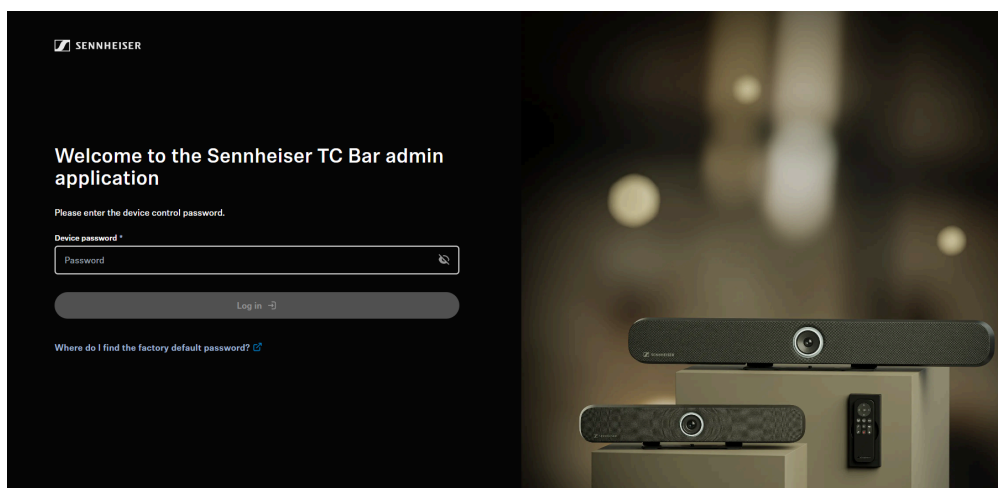 SENNHEISER
Welcome to the Sennheiser TC Bar admin
application
Please enter the device control password.
Device password *
Password
Log in
Where do I find the factory default password?
SENNHEISER